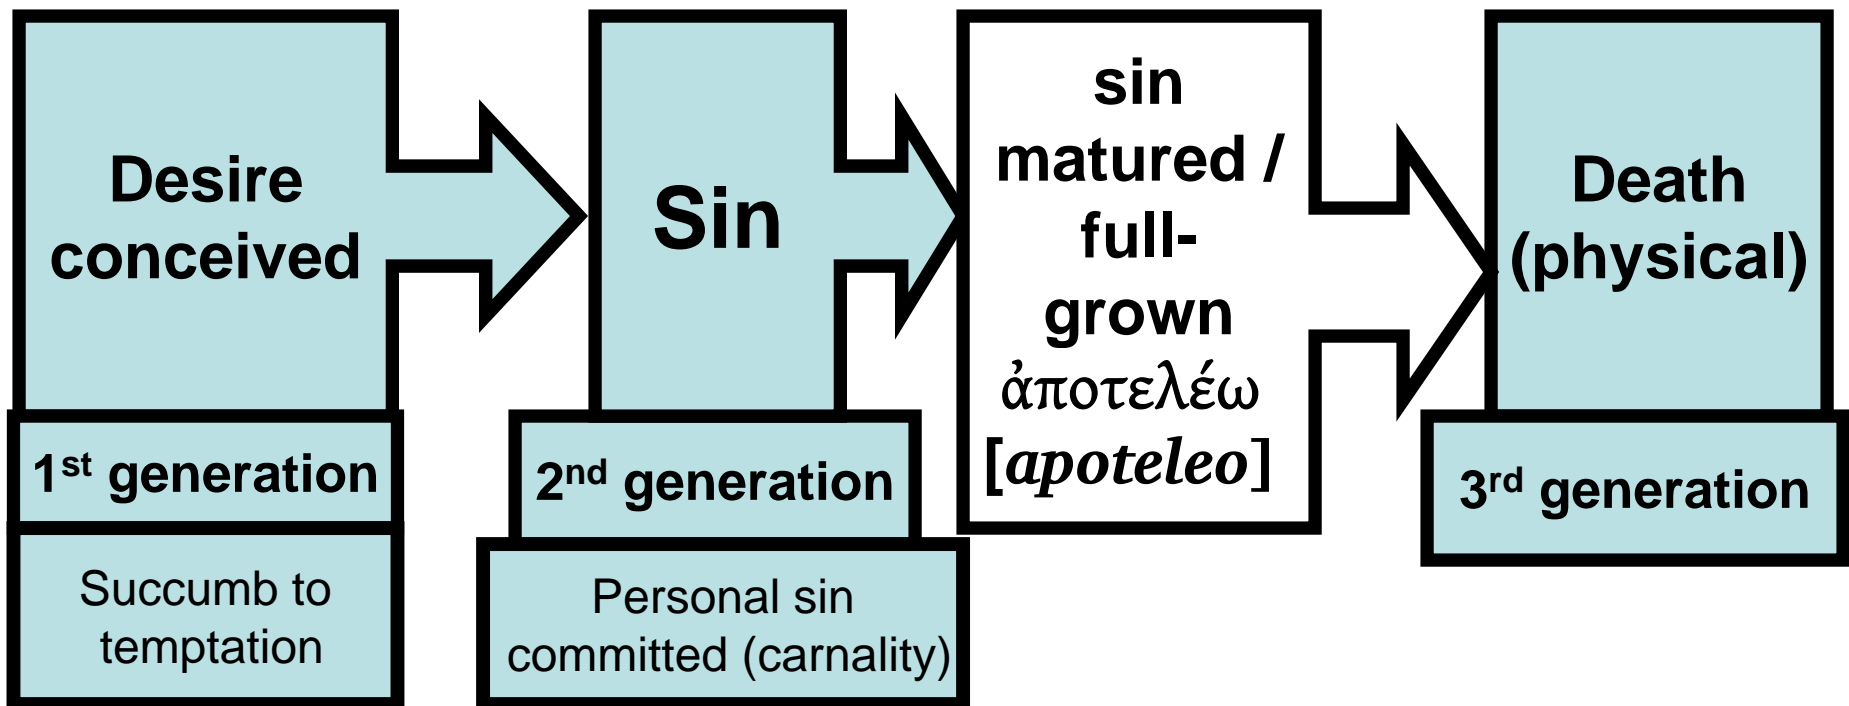 Desire
conceived
1st generation
Succumb to
temptation
Sin
2nd generation
Personal sin
committed (carnality)
sin
matured /
full-
grown
ἀποτελέω
[apoteleo]
Death
(physical)
3rd generation